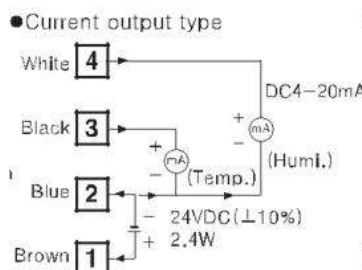 ●Current output type
White 4
DC4-20mA
+ mA -
(Humi.)
Black 3
+ mA -
(Temp.)
Blue 2
- 24VDC(⊥10%)
+ 2.4W
Brown 1